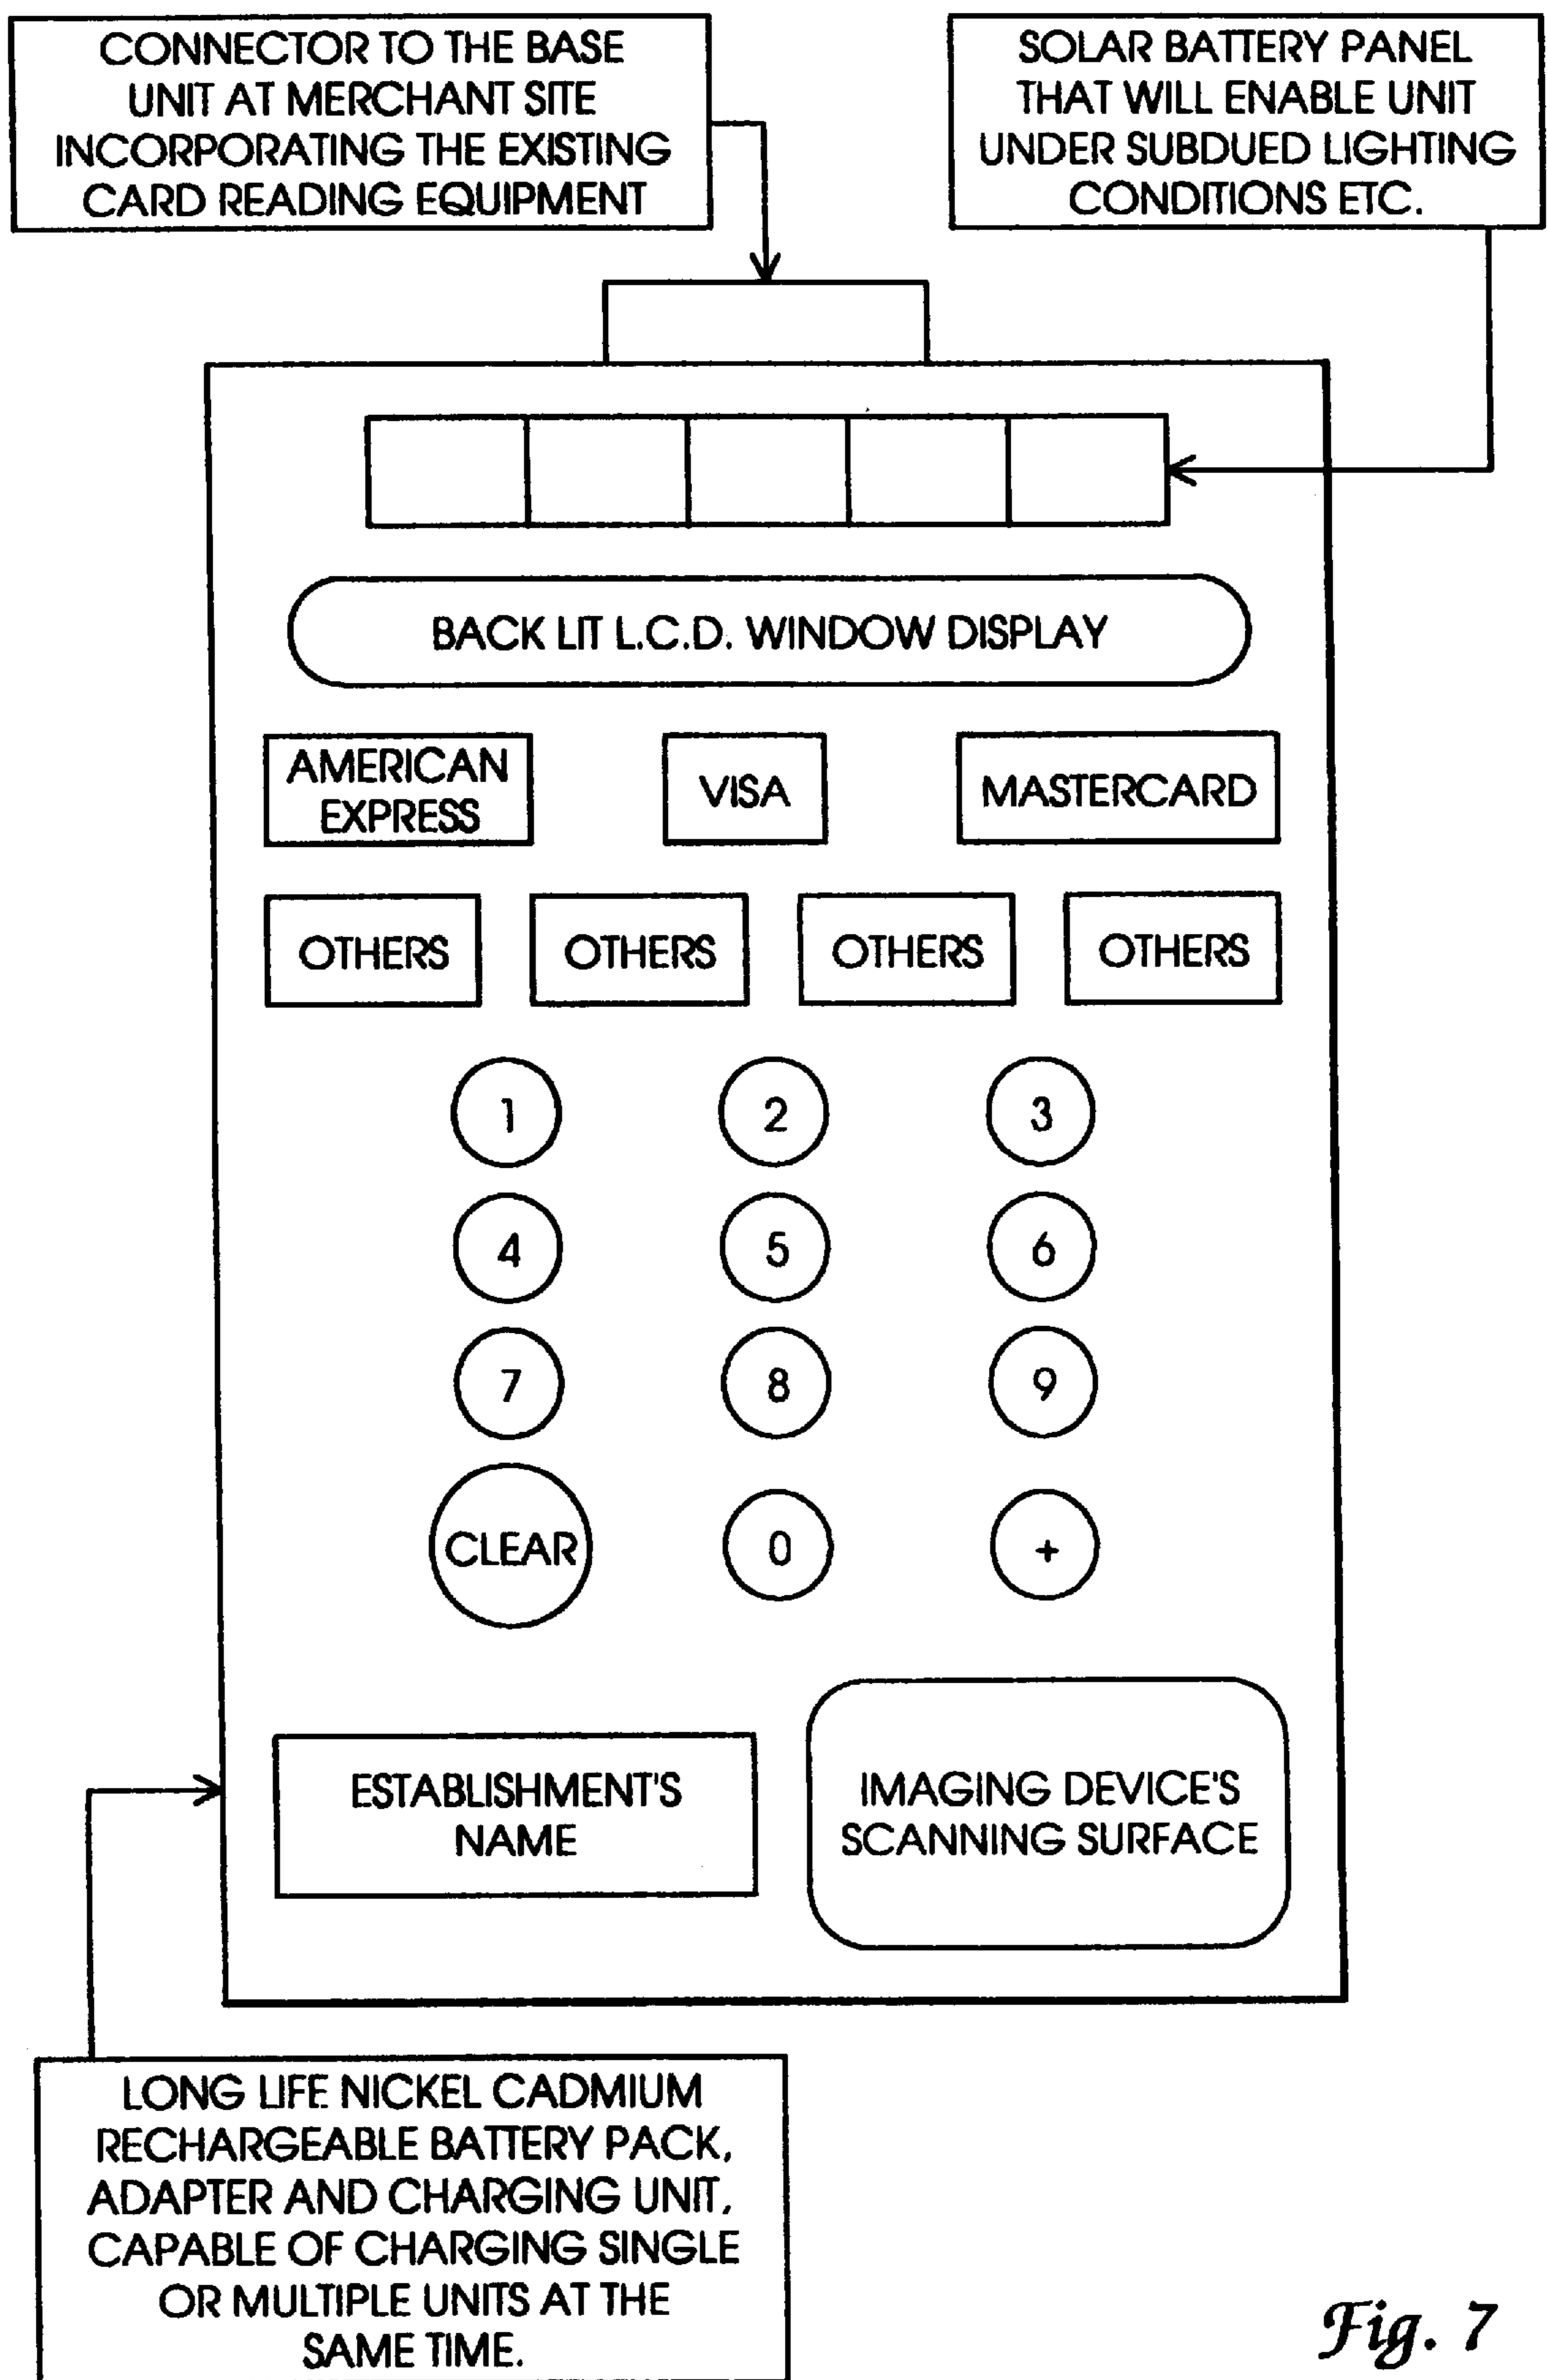 CONNECTOR TO THE BASE
UNIT AT MERCHANT SITE
INCORPORATING THE EXISTING
CARD READING EQUIPMENT
SOLAR BATTERY PANEL
THAT WILL ENABLE UNIT
UNDER SUBDUED LIGHTING
CONDITIONS ETC.
BACK LIT L.C.D. WINDOW DISPLAY
AMERICAN
EXPRESS
VISA
MASTERCARD
OTHERS
OTHERS
OTHERS
OTHERS
1
2
3
4
5
6
7
8
9
CLEAR
0
+
ESTABLISHMENT'S
NAME
IMAGING DEVICE'S
SCANNING SURFACE
LONG LIFE NICKEL CADMIUM
RECHARGEABLE BATTERY PACK,
ADAPTER AND CHARGING UNIT,
CAPABLE OF CHARGING SINGLE
OR MULTIPLE UNITS AT THE
SAME TIME.
Fig. 7